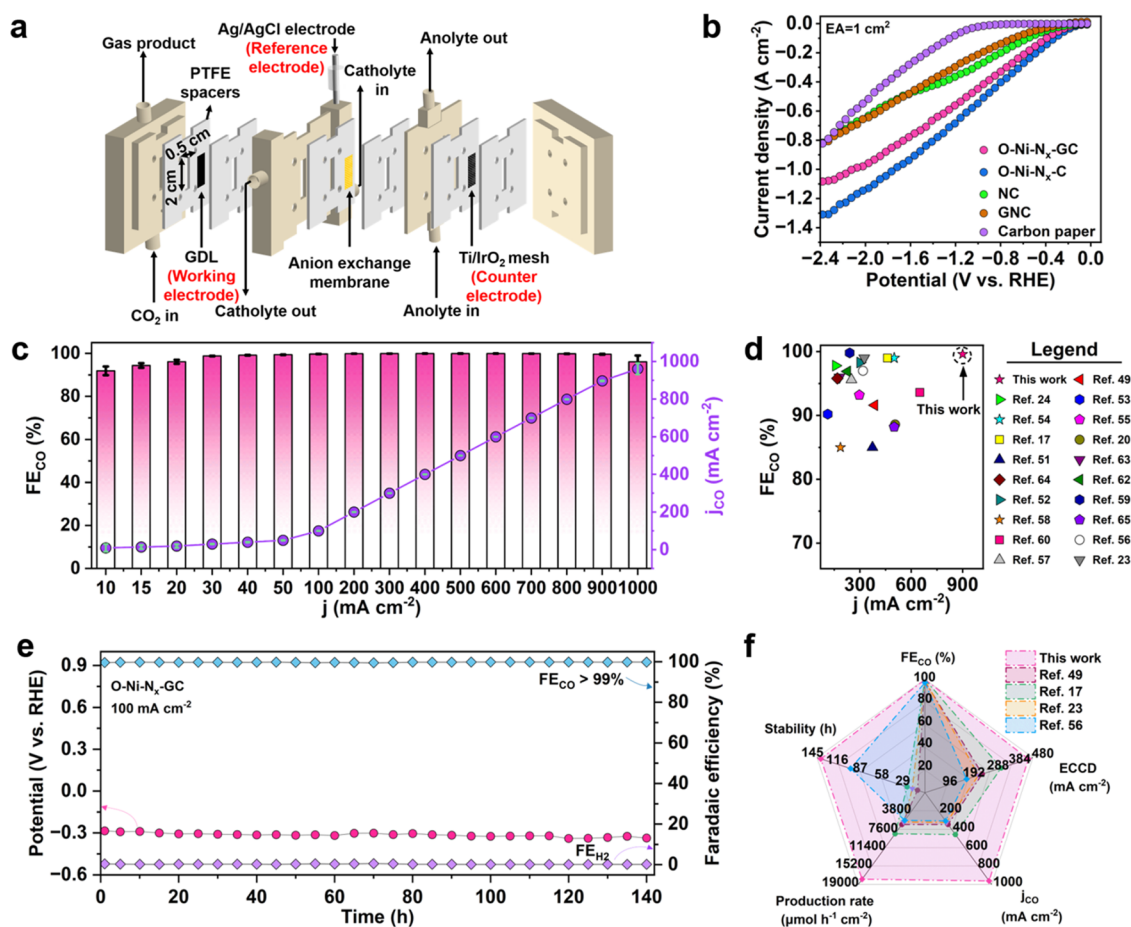 a
Gas product
PTFE
spacers
Ag/AgCl electrode
(Reference
electrode)
Catholyte
in
Anolyte out
0.5 cm
2 cm
GDL
(Working
electrode)
CO₂ in
Catholyte out
Anion exchange
membrane
Anolyte in
Ti/IrO₂ mesh
(Counter
electrode)
b
EA=1 cm²
Current density (A cm⁻²)
0.0
−0.2
−0.4
−0.6
−0.8
−1.0
−1.2
−1.4
O-Ni-Nₓ-GC
O-Ni-Nₓ-C
NC
GNC
Carbon paper
−2.4 −2.0 −1.6 −1.2 −0.8 −0.4 0.0
Potential (V vs. RHE)
c
FE_CO (%)
100
80
60
40
20
0
10 15 20 30 40 50 100 200 300 400 500 600 700 800 900 1000
j (mA cm⁻²)
1000
800
600
400
200
0
j_CO (mA cm⁻²)
d
FE_CO (%)
100
90
80
70
This work
300 600 900
j (mA cm⁻²)
Legend
This work Ref. 49
Ref. 24 Ref. 53
Ref. 54 Ref. 55
Ref. 17 Ref. 20
Ref. 51 Ref. 63
Ref. 64 Ref. 62
Ref. 52 Ref. 59
Ref. 58 Ref. 65
Ref. 60 Ref. 56
Ref. 57 Ref. 23
e
Potential (V vs. RHE)
0.9
0.6
0.3
0.0
−0.3
−0.6
O-Ni-Nₓ-GC
100 mA cm⁻²
FE_CO > 99%
FE_H2
0 20 40 60 80 100 120 140
Time (h)
100
80
60
40
20
0
Faradaic efficiency (%)
f
FE_CO (%)
100
80
60
40
20
This work
Ref. 49
Ref. 17
Ref. 23
Ref. 56
Stability (h)
145 116 87 58 29
96 192 288 384 480
ECCD
(mA cm⁻²)
3800
7600
11400
15200
19000
Production rate
(μmol h⁻¹ cm⁻²)
200
400
600
800
1000
j_CO
(mA cm⁻²)